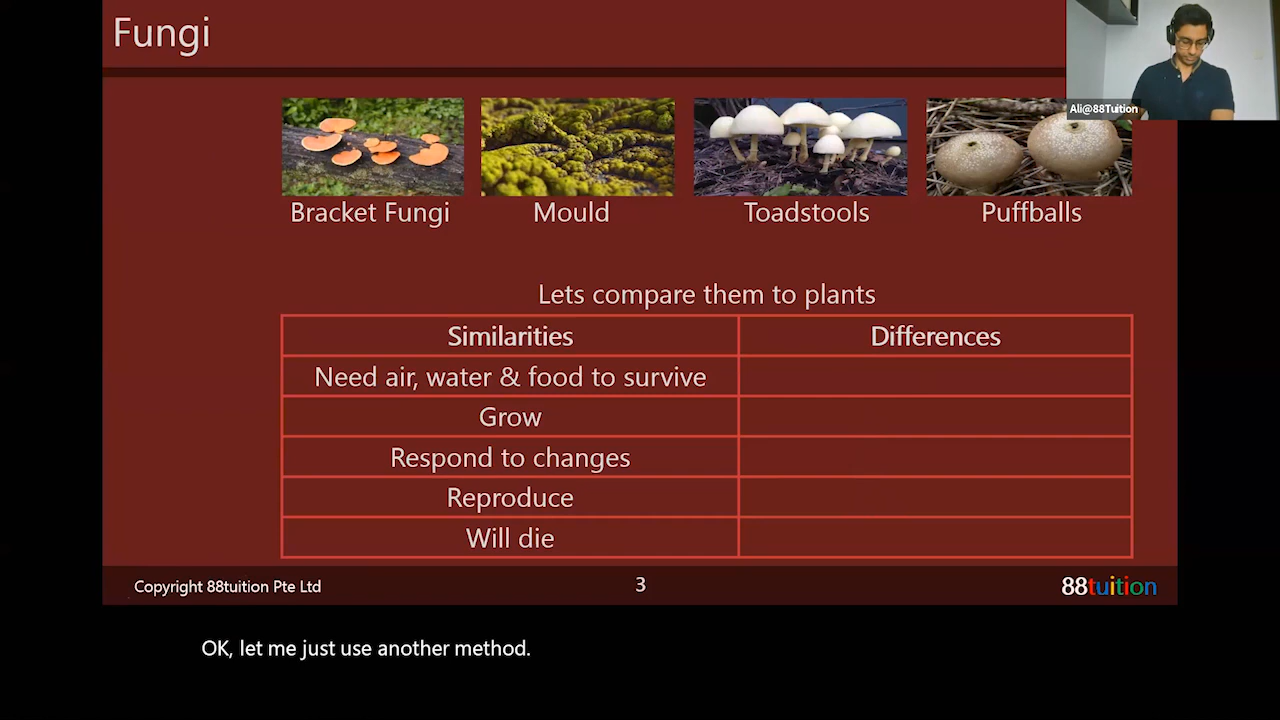 Fungi
Ali@88Tuition
Bracket Fungi
Mould
Toadstools
Puffballs
Lets compare them to plants
Similarities
Differences
Need air, water & food to survive
Grow
Respond to changes
Reproduce
Will die
Copyright 88tuition Pte Ltd
3
88tuition
OK, let me just use another method.